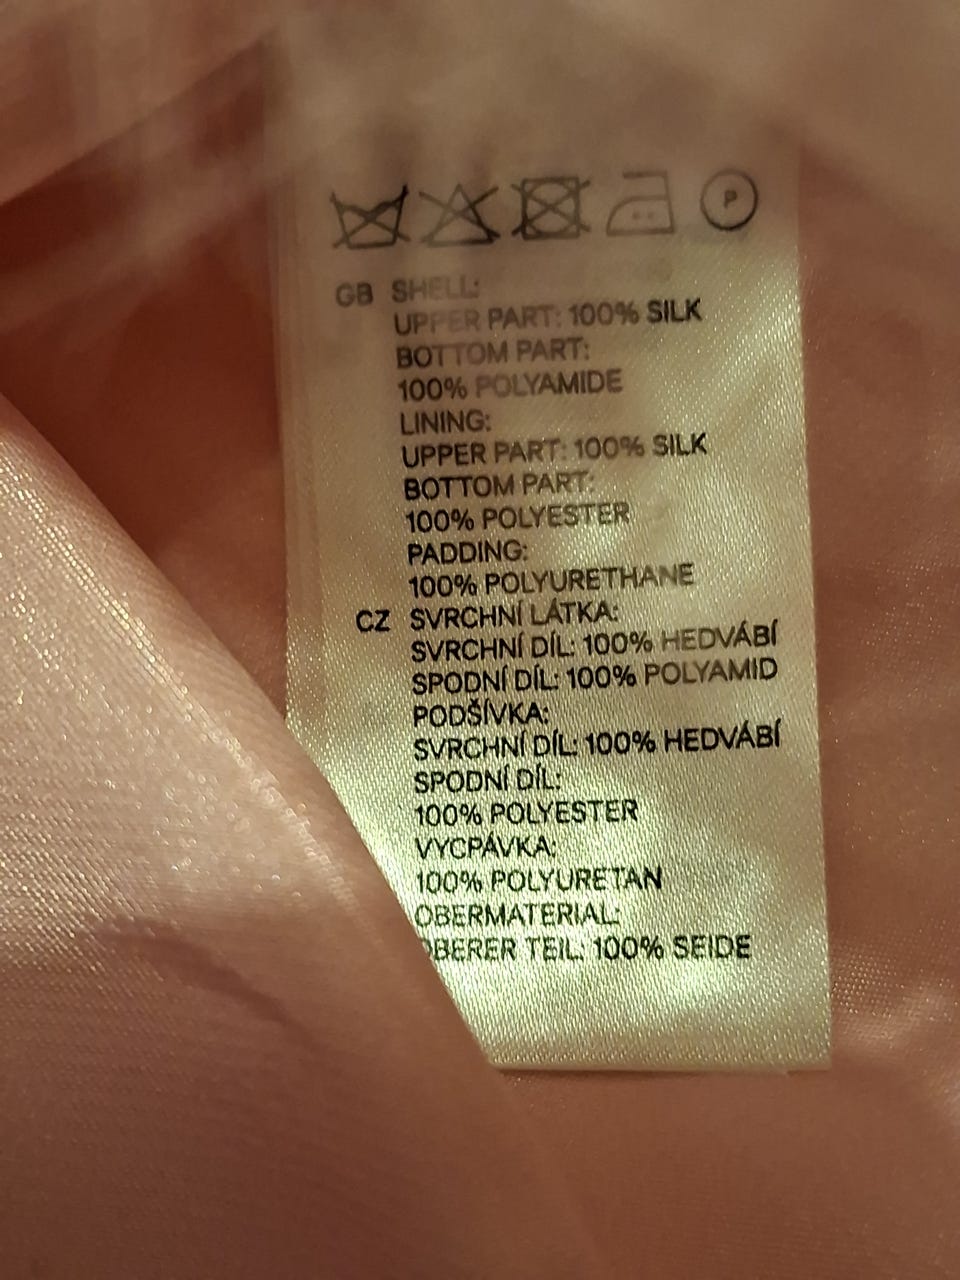 P
GB SHELL:
UPPER PART: 100% SILK
BOTTOM PART:
100% POLYAMIDE
LINING:
UPPER PART: 100% SILK
BOTTOM PART:
100% POLYESTER
PADDING:
100% POLYURETHANE
CZ SVRCHNÍ LÁTKA:
SVRCHNÍ DÍL: 100% HEDVÁBÍ
SPODNÍ DÍL: 100% POLYAMID
PODŠÍVKA:
SVRCHNÍ DÍL: 100% HEDVÁBÍ
SPODNÍ DÍL:
100% POLYESTER
VYCPÁVKA:
100% POLYURETAN
OBERMATERIAL:
OBERER TEIL: 100% SEIDE